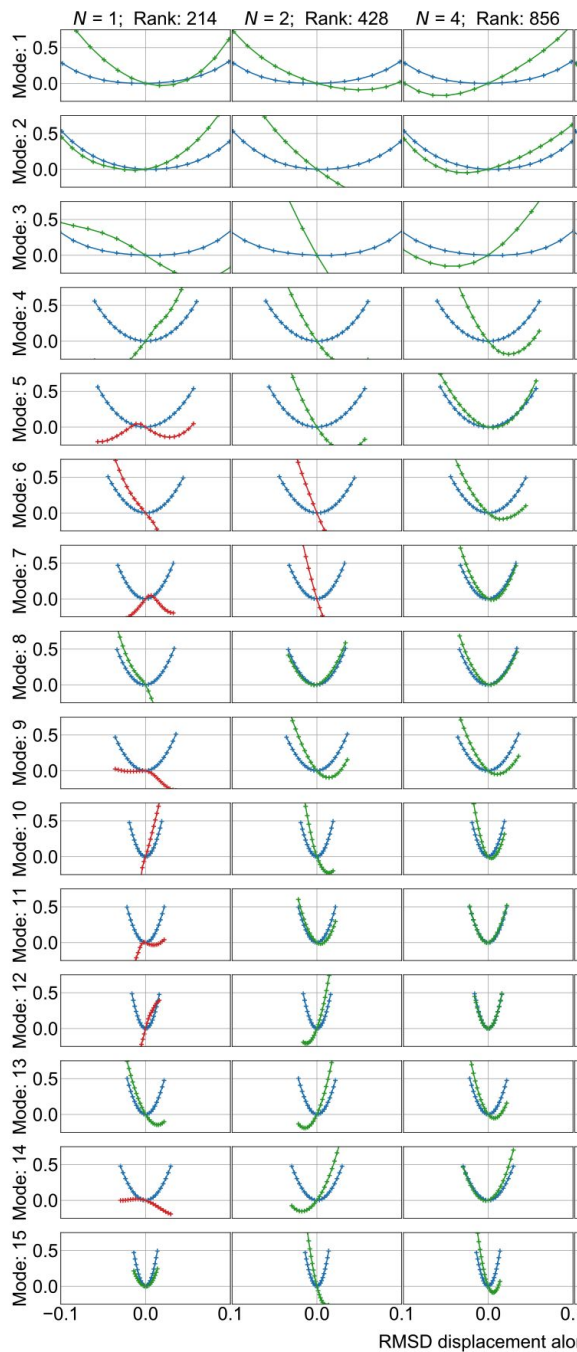 N = 1; Rank: 214 N = 2; Rank: 428 N = 4; Rank: 856
Mode: 1
0.5
0.0
Mode: 2
0.5
0.0
Mode: 3
0.5
0.0
Mode: 4
0.5
0.0
Mode: 5
0.5
0.0
Mode: 6
0.5
0.0
Mode: 7
0.5
0.0
Mode: 8
0.5
0.0
Mode: 9
0.5
0.0
Mode: 10
0.5
0.0
Mode: 11
0.5
0.0
Mode: 12
0.5
0.0
Mode: 13
0.5
0.0
Mode: 14
0.5
0.0
Mode: 15
0.5
0.0
−0.1 0.0 0.1 0.0 0.1 0.0 0.
RMSD displacement alo